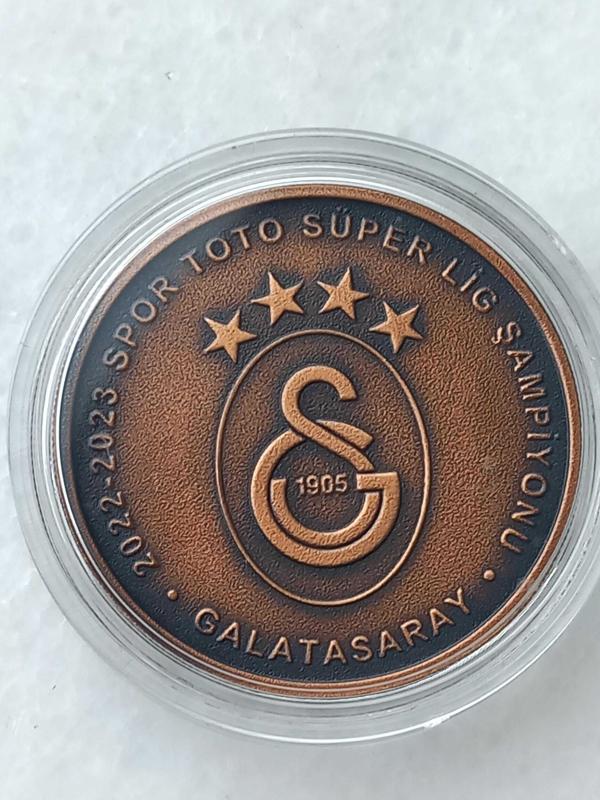 2022-2023 SPOR TOTO SÜPER LİG ŞAMPİYONU
1905
• GALATASARAY •